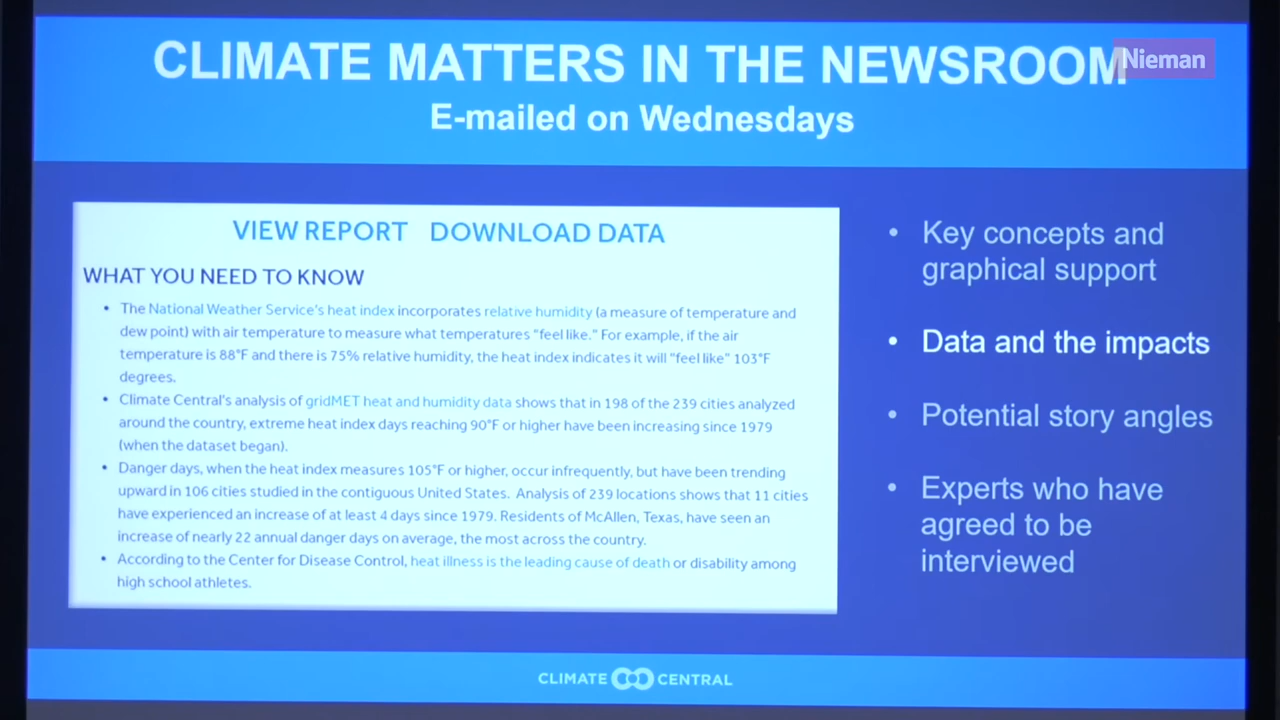 CLIMATE MATTERS IN THE NEWSROOM
Nieman
E-mailed on Wednesdays
VIEW REPORT DOWNLOAD DATA
WHAT YOU NEED TO KNOW
• The National Weather Service's heat index incorporates relative humidity (a measure of temperature and
dew point) with air temperature to measure what temperatures "feel like." For example, if the air
temperature is 88°F and there is 75% relative humidity, the heat index indicates it will "feel like" 103°F
degrees.
• Climate Central's analysis of gridMET heat and humidity data shows that in 198 of the 239 cities analyzed
around the country, extreme heat index days reaching 90°F or higher have been increasing since 1979
(when the dataset began).
• Danger days, when the heat index measures 105°F or higher, occur infrequently, but have been trending
upward in 106 cities studied in the contiguous United States. Analysis of 239 locations shows that 11 cities
have experienced an increase of at least 4 days since 1979. Residents of McAllen, Texas, have seen an
increase of nearly 22 annual danger days on average, the most across the country.
• According to the Center for Disease Control, heat illness is the leading cause of death or disability among
high school athletes.
• Key concepts and
graphical support
• Data and the impacts
• Potential story angles
• Experts who have
agreed to be
interviewed
CLIMATE CENTRAL